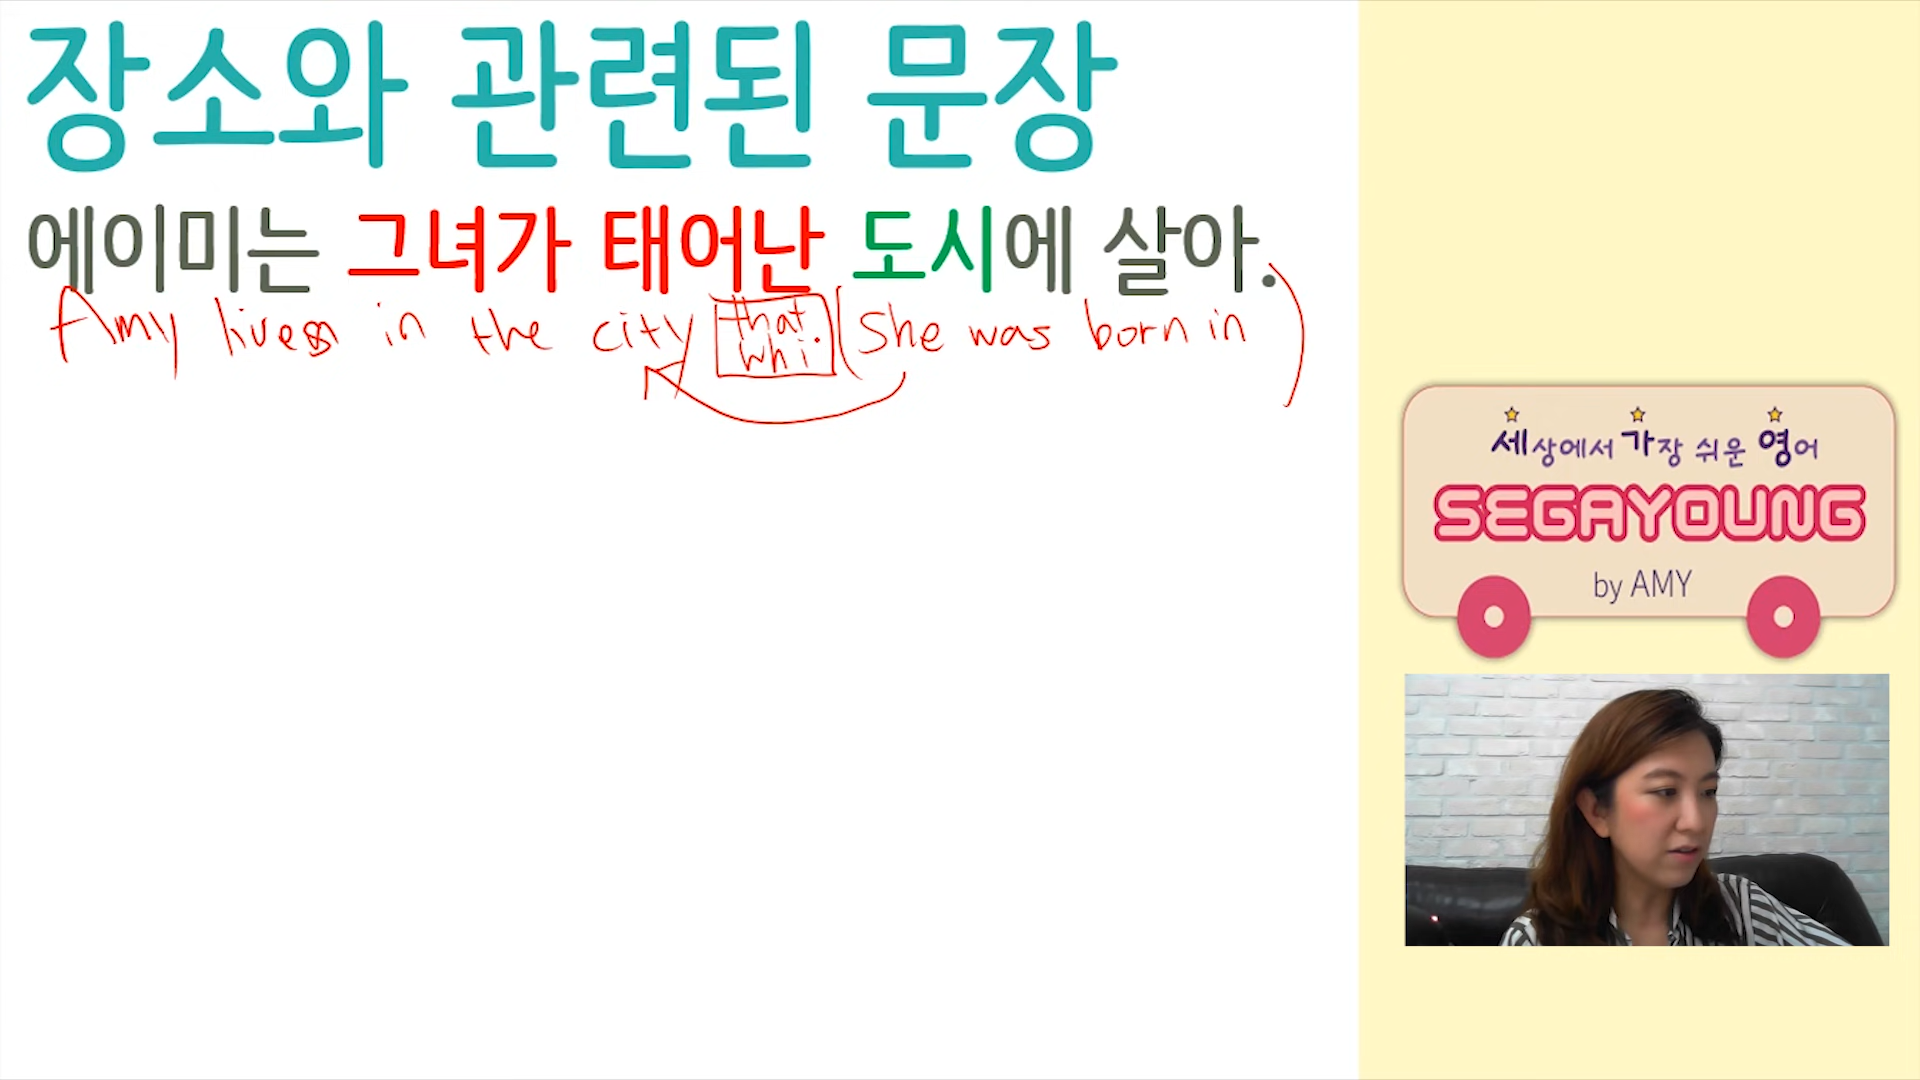 장소와 관련된 문장
에이미는 그녀가 태어난 도시에 살아.
Amy lives in the city that (She was born in)
whi
세상에서 가장 쉬운 영어
SEGAYOUNG
by AMY